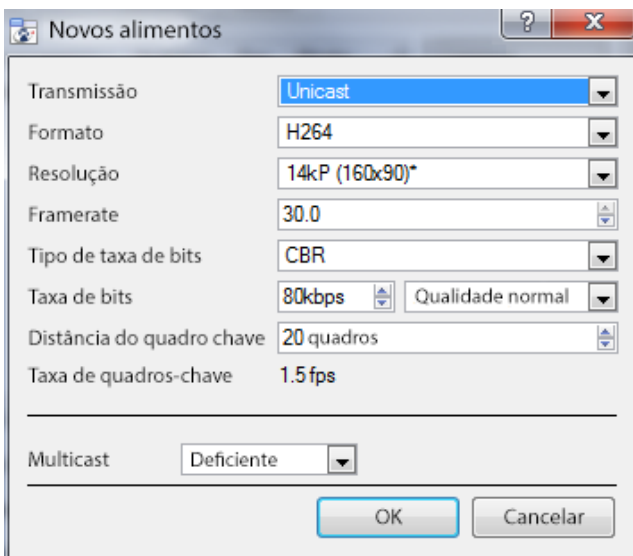 Novos alimentos
Transmissão Unicast
Formato H264
Resolução 14kP (160x90)*
Framerate 30.0
Tipo de taxa de bits CBR
Taxa de bits 80kbps Qualidade normal
Distância do quadro chave 20 quadros
Taxa de quadros-chave 1.5 fps
Multicast Deficiente
OK Cancelar